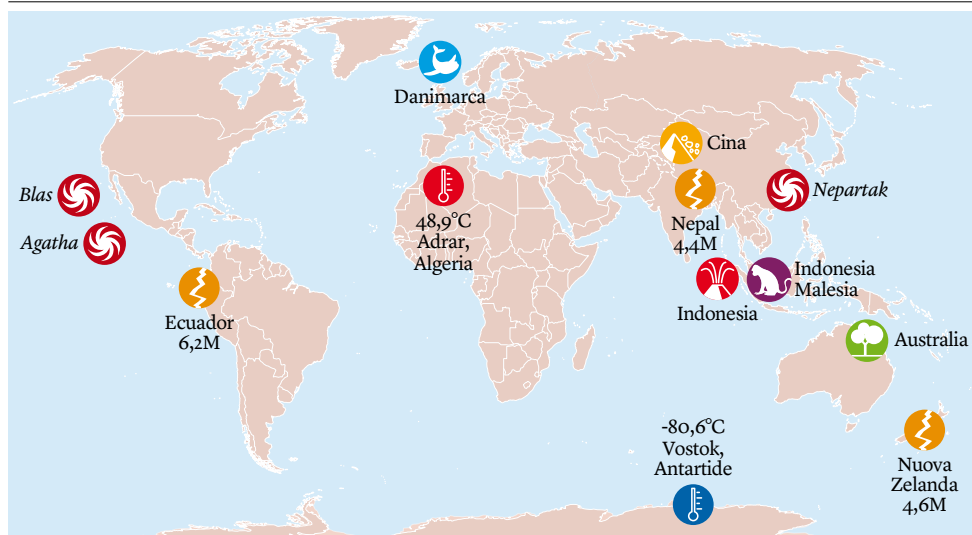 Danimarca
Cina
Blas
Nepartak
48,9°C
Adrar,
Algeria
Nepal
4,4M
Agatha
Indonesia
Malesia
Indonesia
Ecuador
6,2M
Australia
-80,6°C
Vostok,
Antartide
Nuova
Zelanda
4,6M